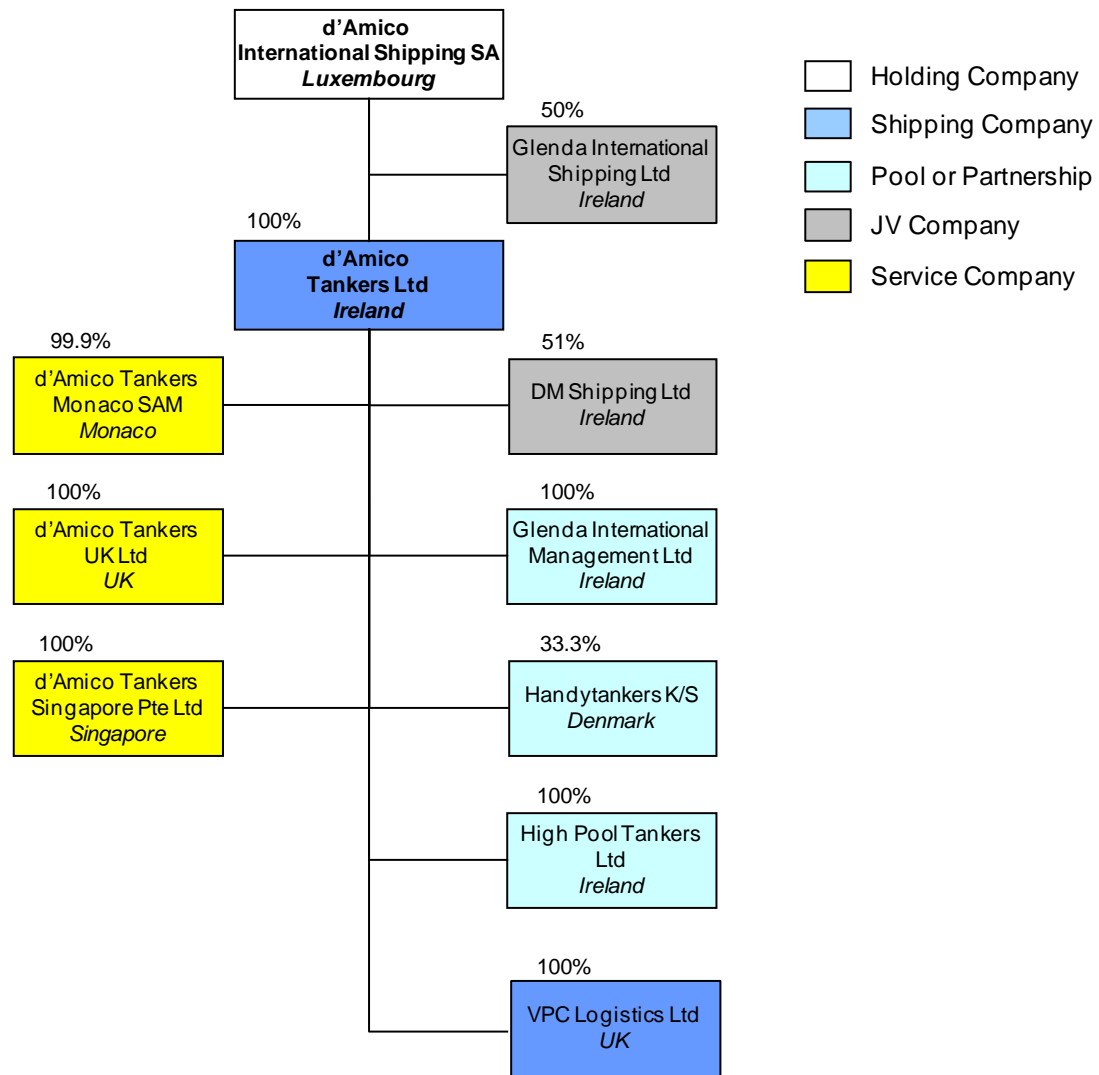 d'Amico
International Shipping SA
Luxembourg
50%
Glenda International
Shipping Ltd
Ireland
100%
d'Amico
Tankers Ltd
Ireland
99.9%
d'Amico Tankers
Monaco SAM
Monaco
51%
DM Shipping Ltd
Ireland
100%
d'Amico Tankers
UK Ltd
UK
100%
Glenda International
Management Ltd
Ireland
100%
d'Amico Tankers
Singapore Pte Ltd
Singapore
33.3%
Handytankers K/S
Denmark
100%
High Pool Tankers
Ltd
Ireland
100%
VPC Logistics Ltd
UK
Holding Company
Shipping Company
Pool or Partnership
JV Company
Service Company